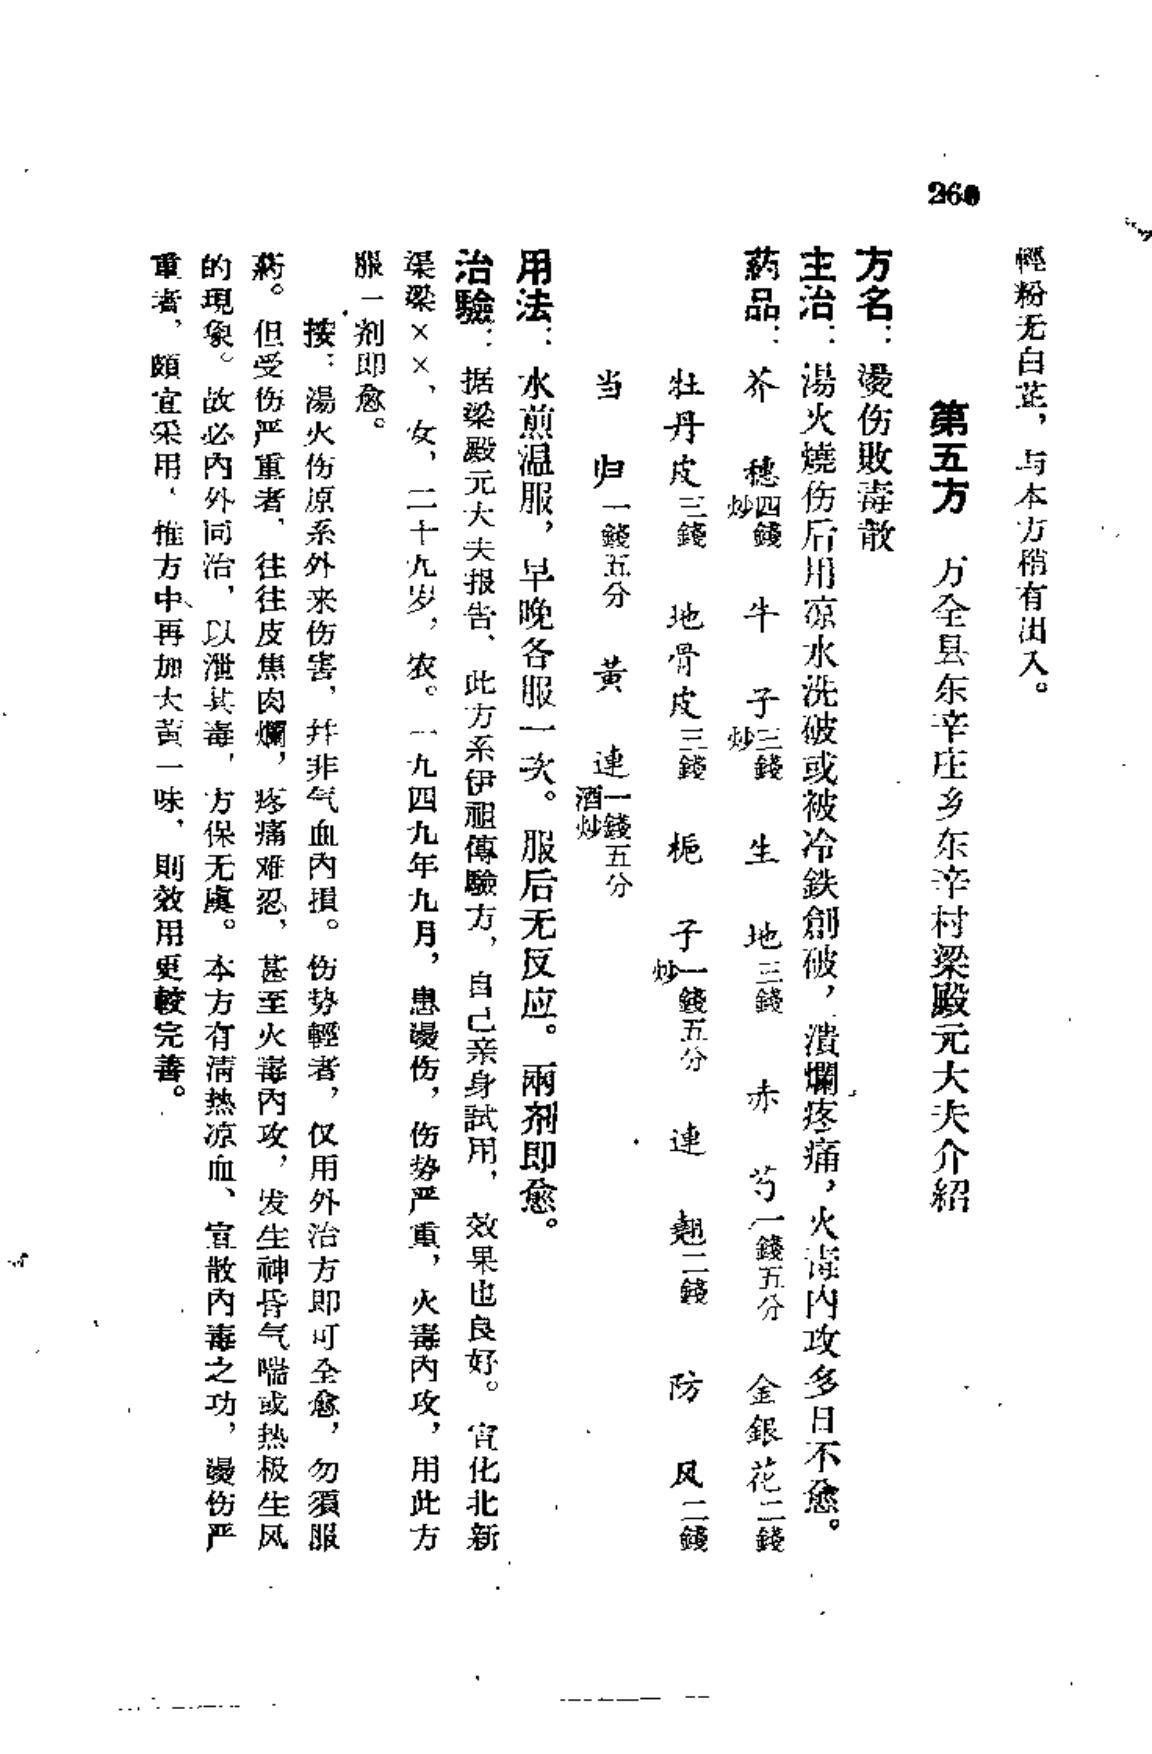 260
輕粉无白芷，与本方稍有出入。
第五方　万全县东辛庄乡东辛村梁殿元大夫介紹
方名：燙伤敗毒散
主治：湯火燒伤后用凉水洗破或被冷鉄創破，潰爛疼痛，火毒內攻多日不愈。
葯品：芥　穗四錢炒　牛　子三錢炒　生　地三錢　赤　芍一錢五分　金銀花二錢
牡丹皮三錢　地骨皮三錢　梔　子一錢五分炒　連　翹二錢　防　风二錢
当　归一錢五分　黃　連一錢五分酒炒
用法：水煎温服，早晚各服一次。服后无反应。兩剂即愈。
治驗：据梁殿元大夫报告、此方系伊祖傳驗方，自己亲身試用，效果也良好。宣化北新
渠梁××，女，二十九岁，农。一九四九年九月，患燙伤，伤势严重，火毒內攻，用此方
服一剂即愈。
按：湯火伤原系外来伤害，幷非气血內損。伤势輕者，仅用外治方即可全愈，勿須服
葯。但受伤严重者，往往皮焦肉爛，疼痛难忍，甚至火毒內攻，发生神昏气喘或热极生风
的現象。故必內外同治，以泄其毒，方保无虞。本方有淸热凉血、宣散內毒之功，燙伤严
重者，頗宜采用，惟方中再加大黃一味，則效用更較完善。